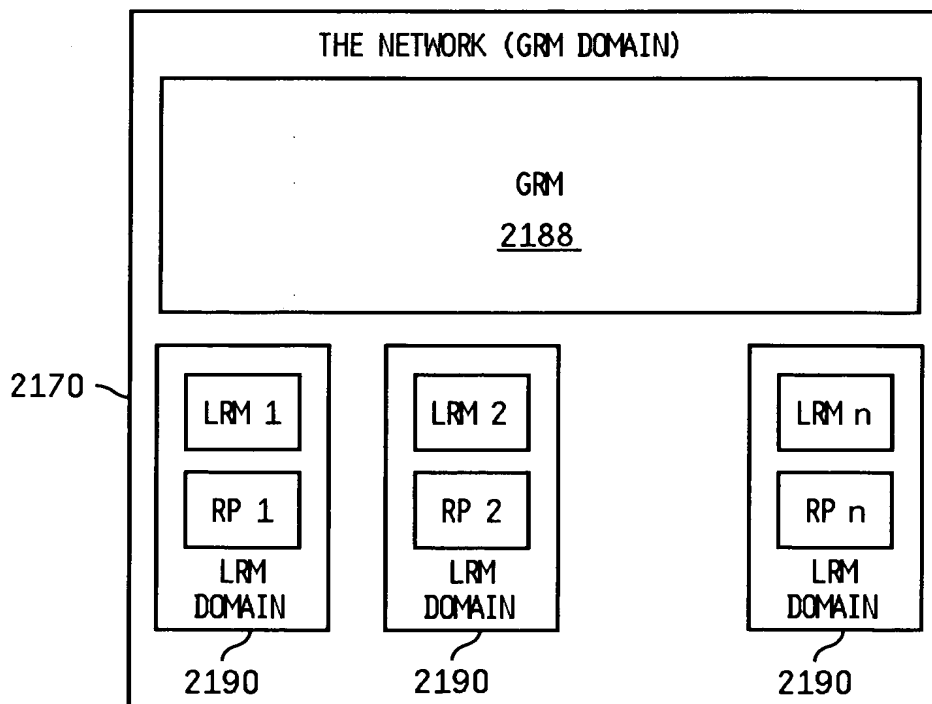 THE NETWORK (GRM DOMAIN)
GRM
2188
2170
LRM 1
RP 1
LRM
DOMAIN
2190
LRM 2
RP 2
LRM
DOMAIN
2190
LRM n
RP n
LRM
DOMAIN
2190